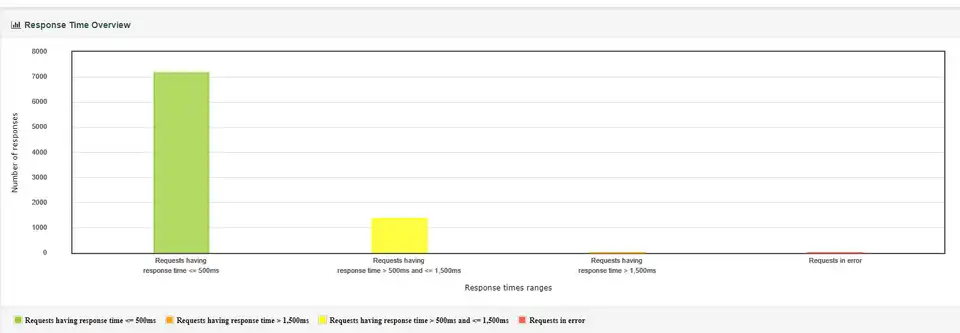 Response Time Overview
8000
7000
6000
5000
4000
3000
2000
1000
0
Number of responses
Requests having
response time <= 500ms
Requests having
response time > 500ms and <= 1,500ms
Requests having
response time > 1,500ms
Requests in error
Response times ranges
Requests having response time <= 500ms Requests having response time > 1,500ms Requests having response time > 500ms and <= 1,500ms Requests in error